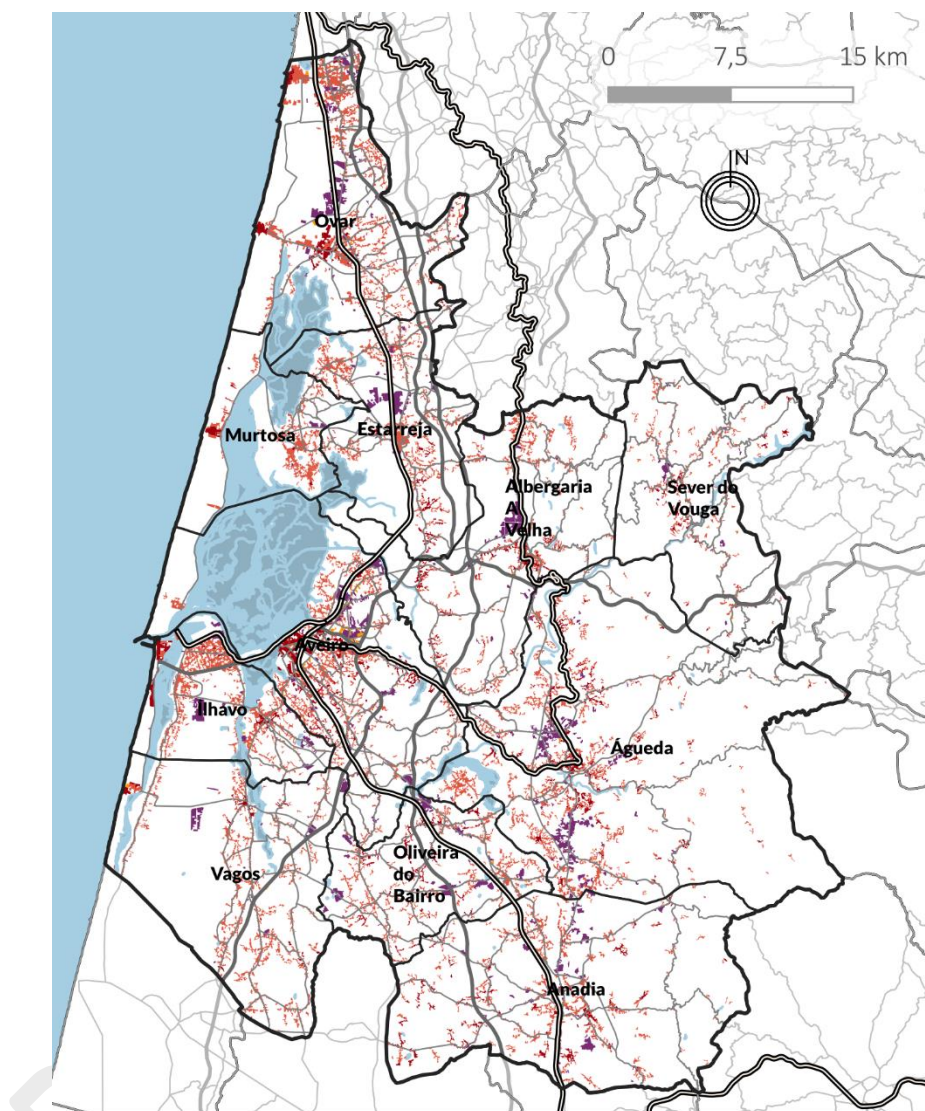 0 7,5 15 km
N
Ovar
Murtosa
Estarreja
Albergaria
A
Velha
Sever do
Vouga
Aveiro
Ílhavo
Águeda
Oliveira
do
Bairro
Vagos
Anadia